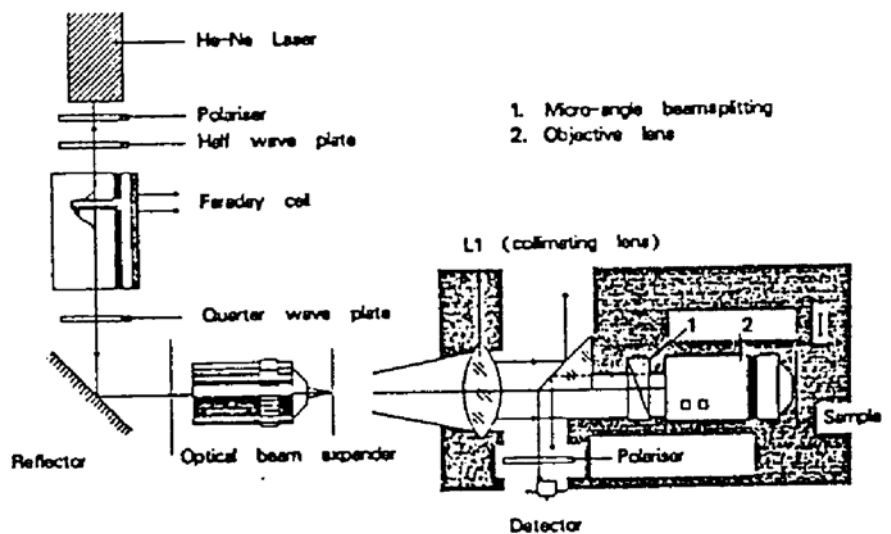 He-Ne Laser
Polariser
Half wave plate
1. Micro-angle beamsplitting
2. Objective lens
Faraday cell
L1 (collimating lens)
Quarter wave plate
1
2
Sample
Reflector
Optical beam expander
Polariser
Detector